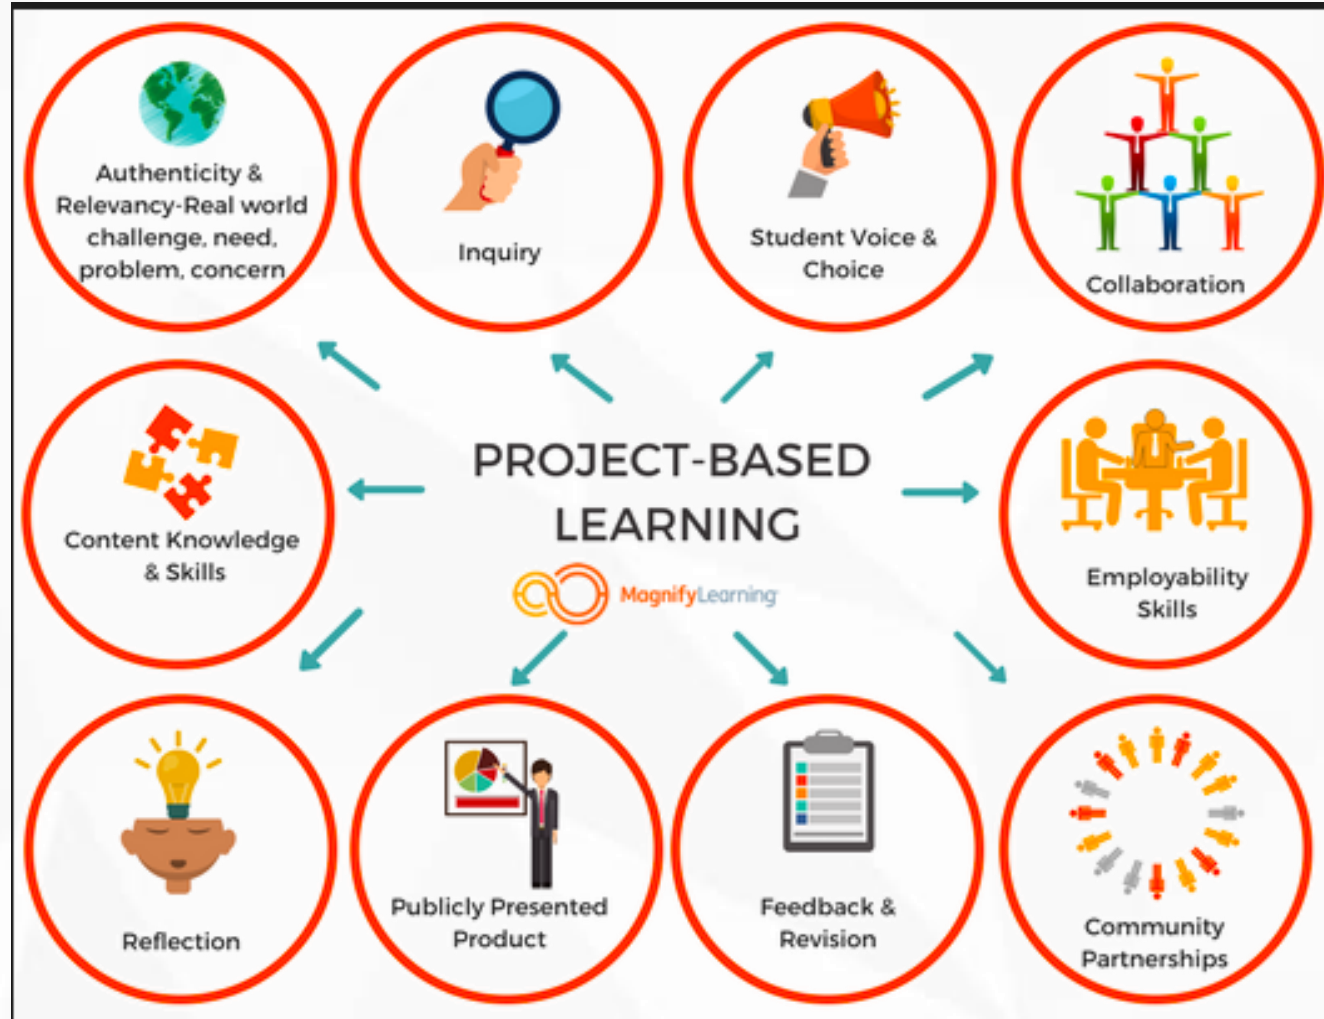 Authenticity &
Relevancy-Real world
challenge, need,
problem, concern
Inquiry
Student Voice &
Choice
Collaboration
Content Knowledge
& Skills
PROJECT-BASED
LEARNING
MagnifyLearning
Employability
Skills
Reflection
Publicly Presented
Product
Feedback &
Revision
Community
Partnerships